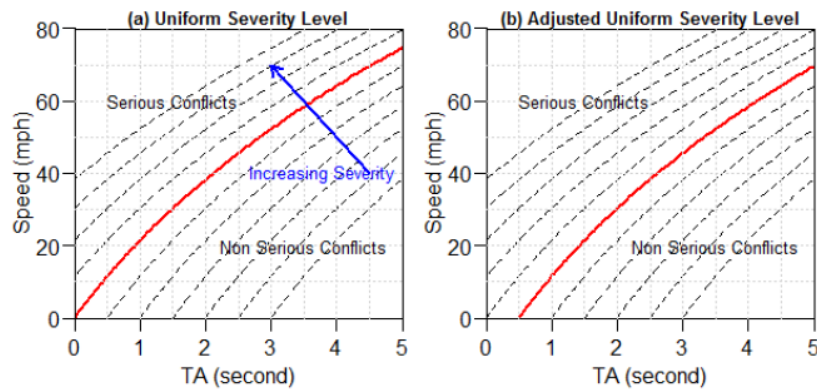 (a) Uniform Severity Level
Speed (mph)
80
60
40
20
0
Serious Conflicts
Increasing Severity
Non Serious Conflicts
0 1 2 3 4 5
TA (second)
(b) Adjusted Uniform Severity Level
Speed (mph)
80
60
40
20
0
Serious Conflicts
Non Serious Conflicts
0 1 2 3 4 5
TA (second)